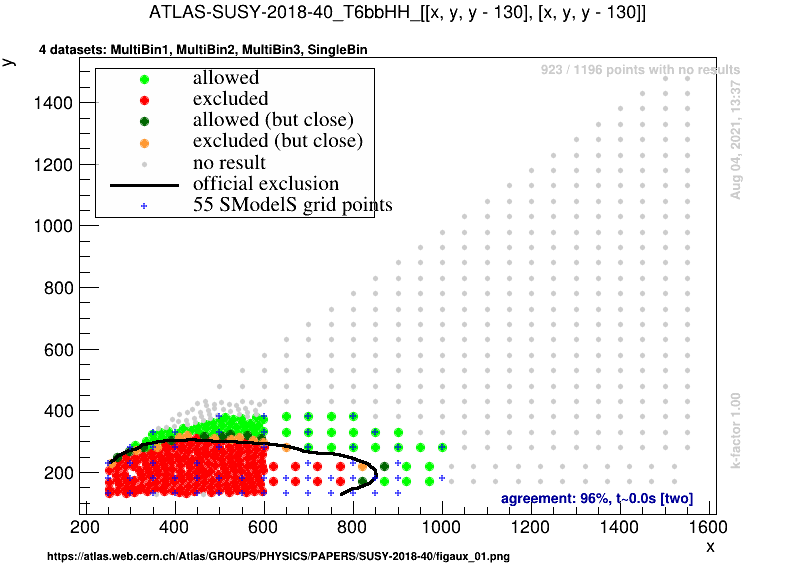 ATLAS-SUSY-2018-40_T6bbHH_[[x, y, y - 130], [x, y, y - 130]]
4 datasets: MultiBin1, MultiBin2, MultiBin3, SingleBin
y
923 / 1196 points with no results
allowed
excluded
allowed (but close)
excluded (but close)
no result
official exclusion
55 SModelS grid points
Aug 04, 2021, 13:37
k-factor 1.00
1400
1200
1000
800
600
400
200
agreement: 96%, t~0.0s [two]
200 400 600 800 1000 1200 1400 1600
x
https://atlas.web.cern.ch/Atlas/GROUPS/PHYSICS/PAPERS/SUSY-2018-40/figaux_01.png